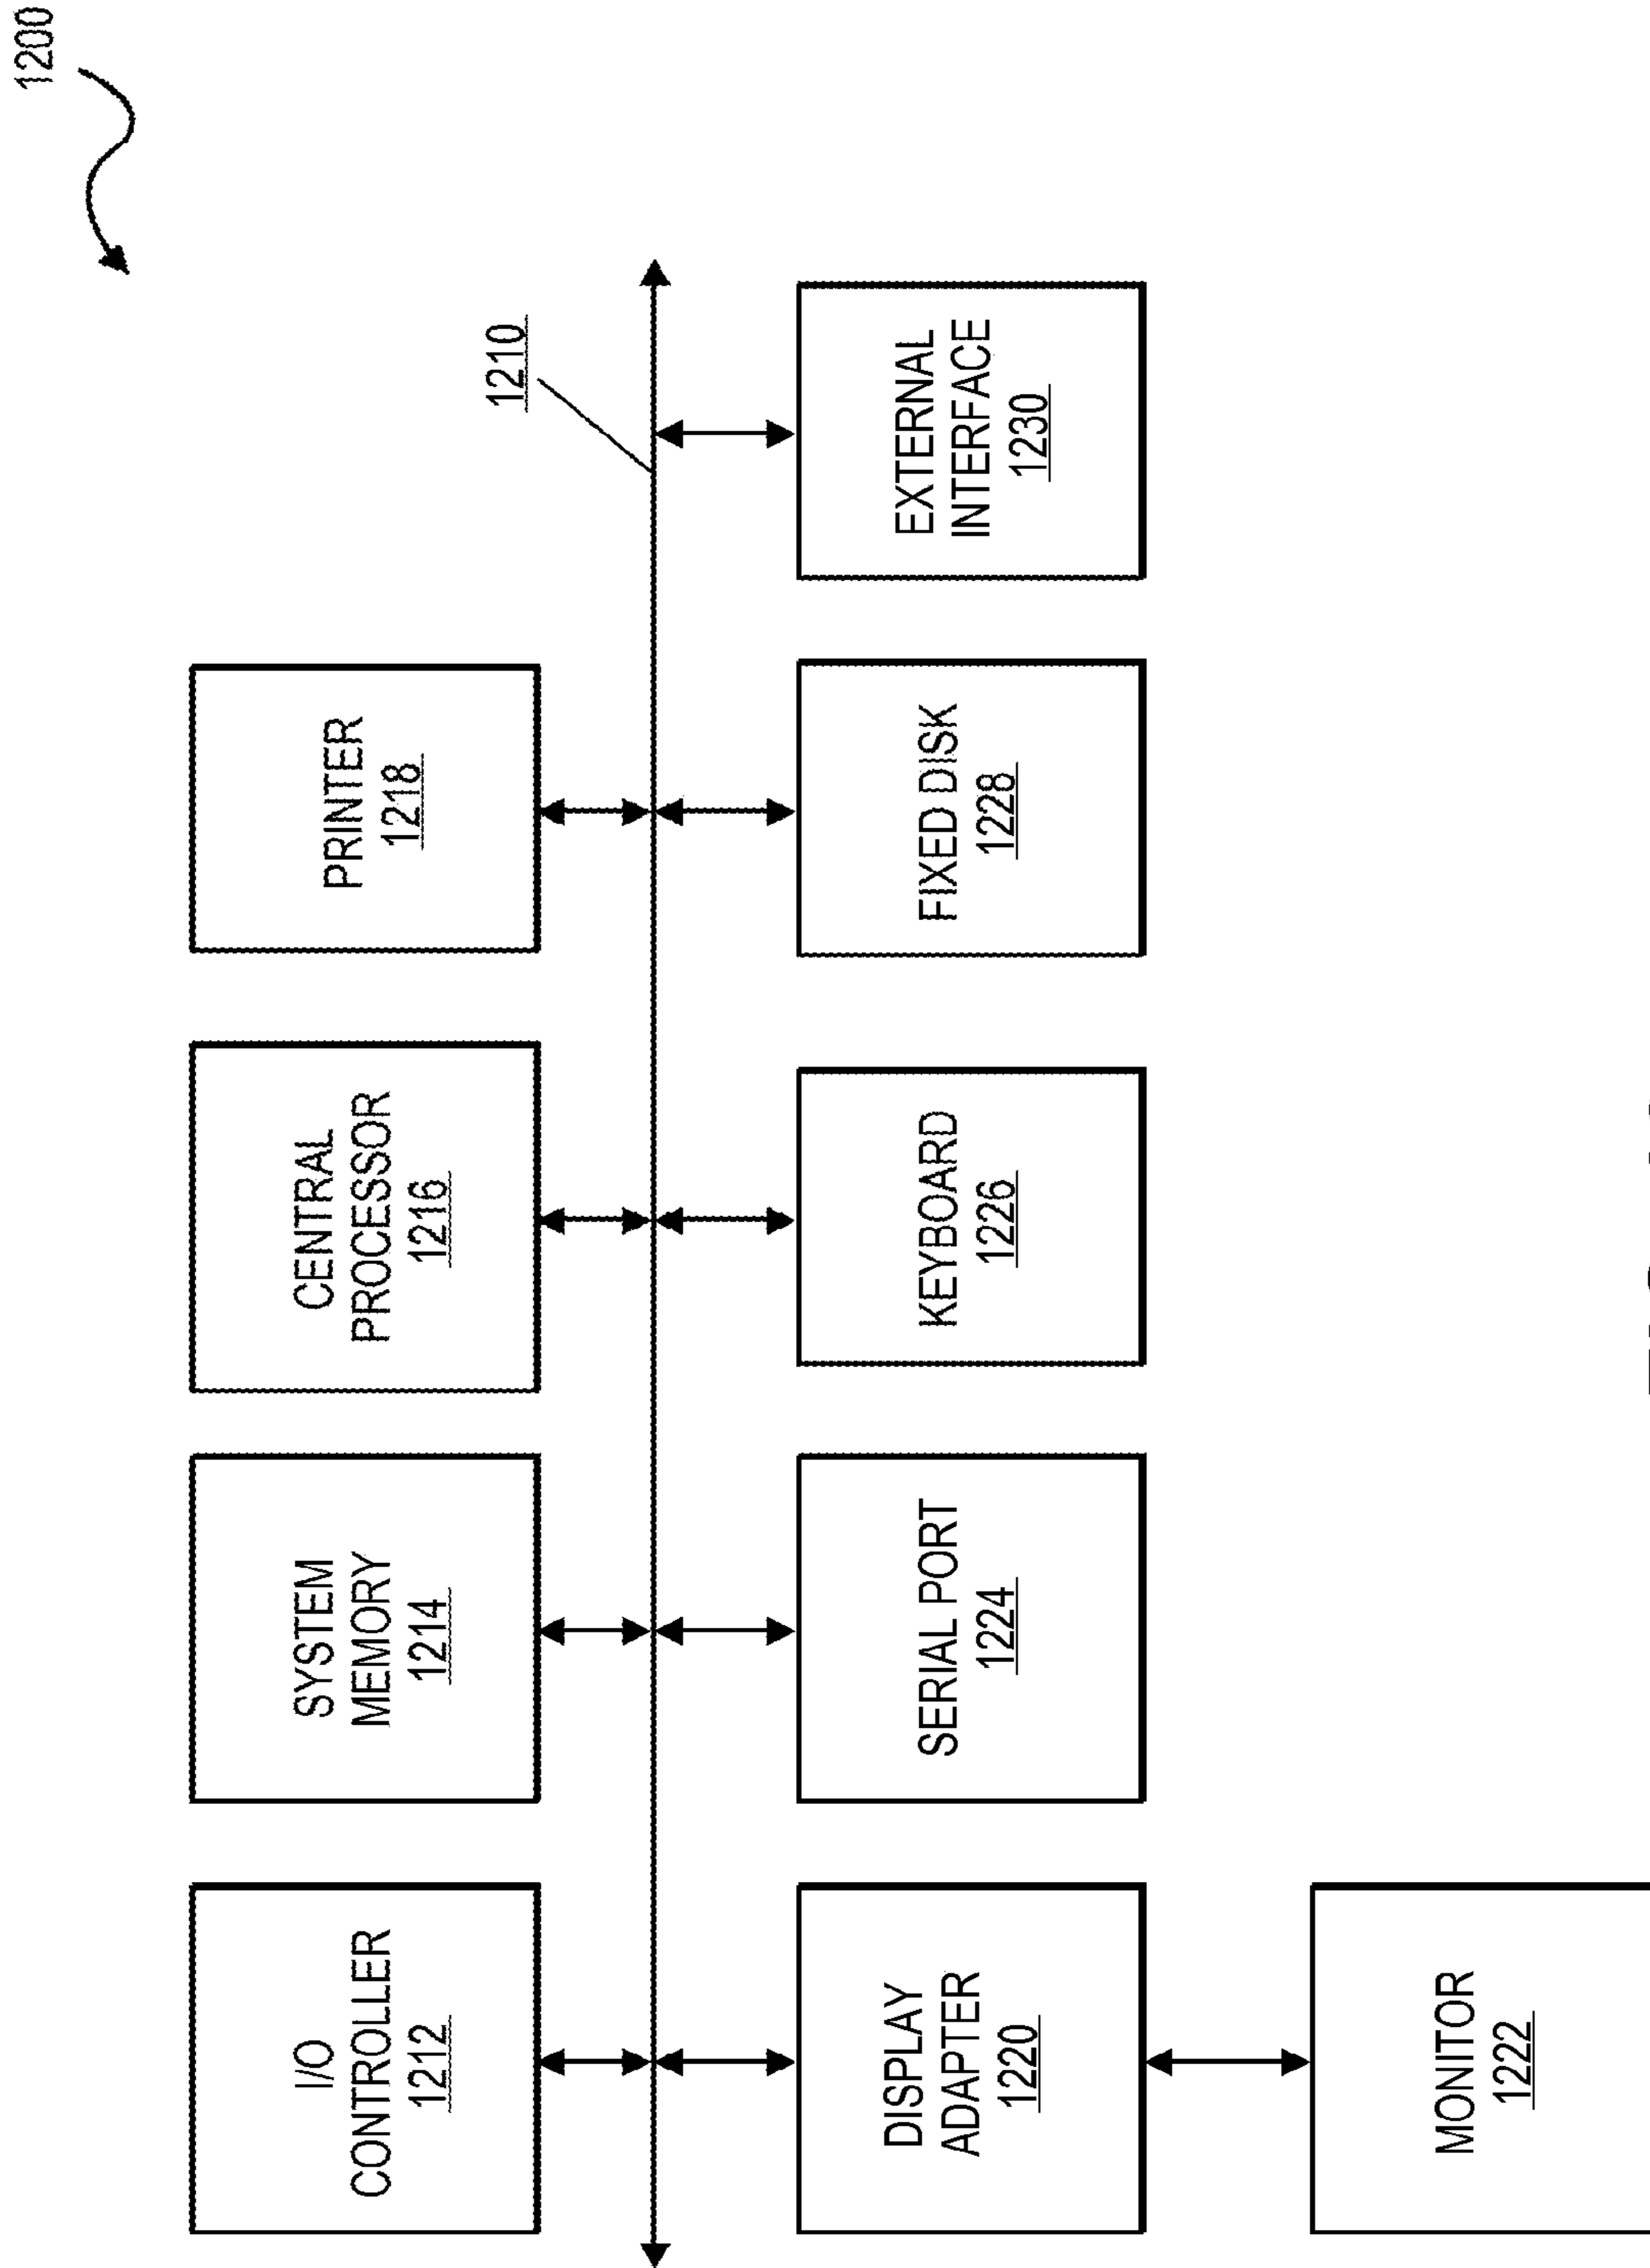 1200
I/O
CONTROLLER
1212
SYSTEM
MEMORY
1214
CENTRAL
PROCESSOR
1216
PRINTER
1218
1210
DISPLAY
ADAPTER
1220
SERIAL PORT
1224
KEYBOARD
1226
FIXED DISK
1228
EXTERNAL
INTERFACE
1230
MONITOR
1222